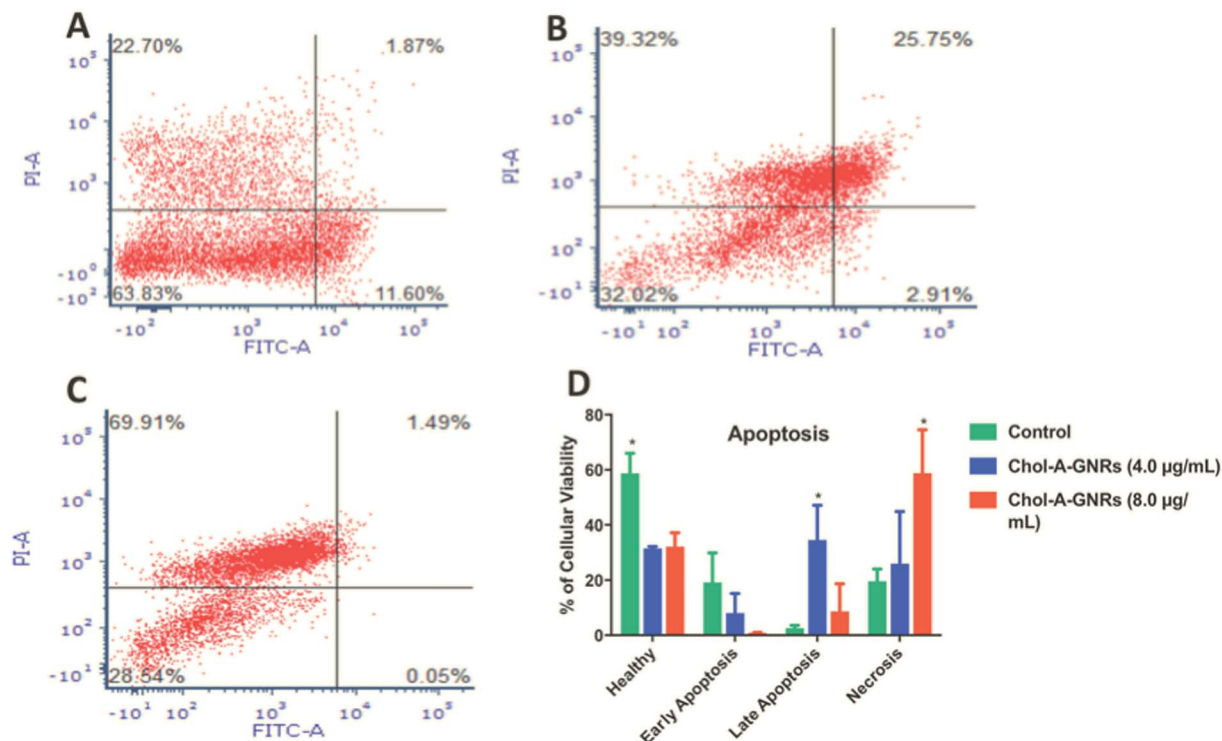 A
22.70%
1.87%
10⁵
10⁴
10³
-10⁰
-10²
PI-A
63.83%
11.60%
-10²
10³
10⁴
10⁵
FITC-A
B
39.32%
25.75%
10⁵
10⁴
10³
10²
-10¹
PI-A
32.02%
2.91%
-10¹
10²
10³
10⁴
10⁵
FITC-A
C
69.91%
1.49%
10⁵
10⁴
10³
10²
-10¹
PI-A
28.54%
0.05%
-10¹
10²
10³
10⁴
10⁵
FITC-A
D
Apoptosis
% of Cellular Viability
80
60
40
20
0
*
*
*
Healthy
Early Apoptosis
Late Apoptosis
Necrosis
Control
Chol-A-GNRs (4.0 µg/mL)
Chol-A-GNRs (8.0 µg/
mL)